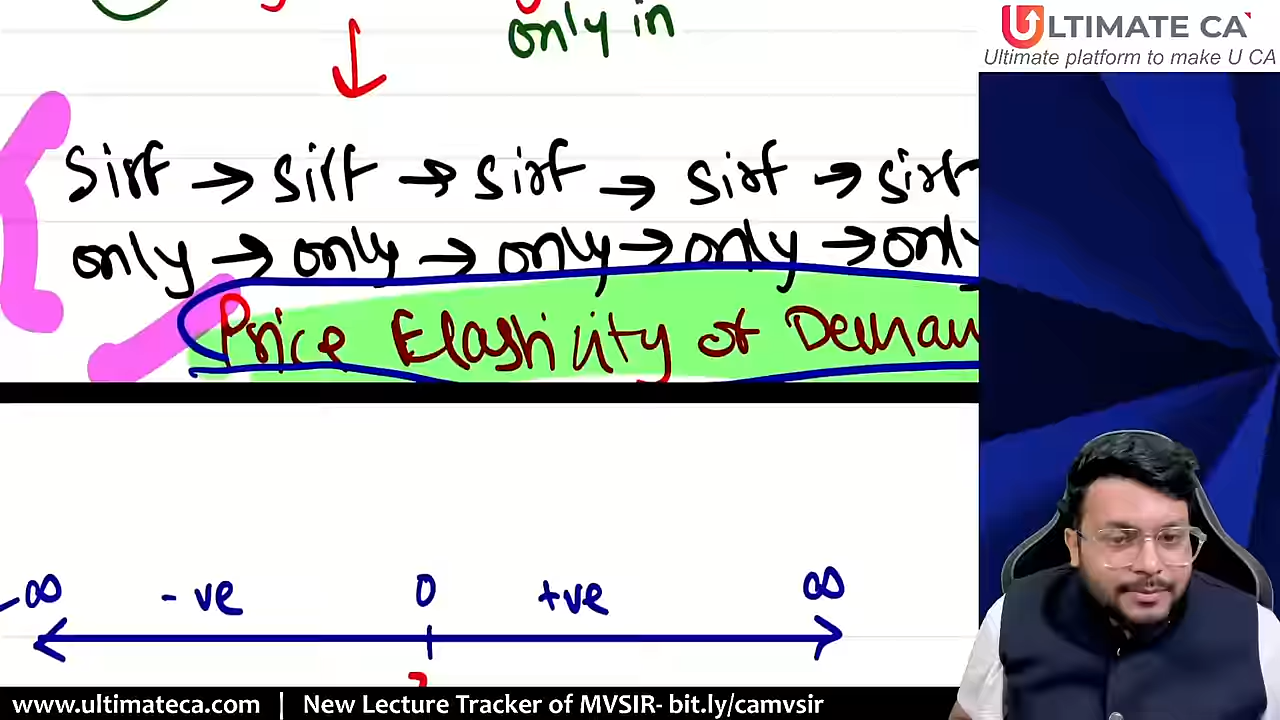 only in
ULTIMATE CA
Ultimate platform to make U CA
Sirf → Sirf → Sirf → Sirf → Sirf
only → only → only → only → only
Price Elasticity of Deman
-∞ -ve 0 +ve ∞
www.ultimateca.com | New Lecture Tracker of MVSIR- bit.ly/camvsir